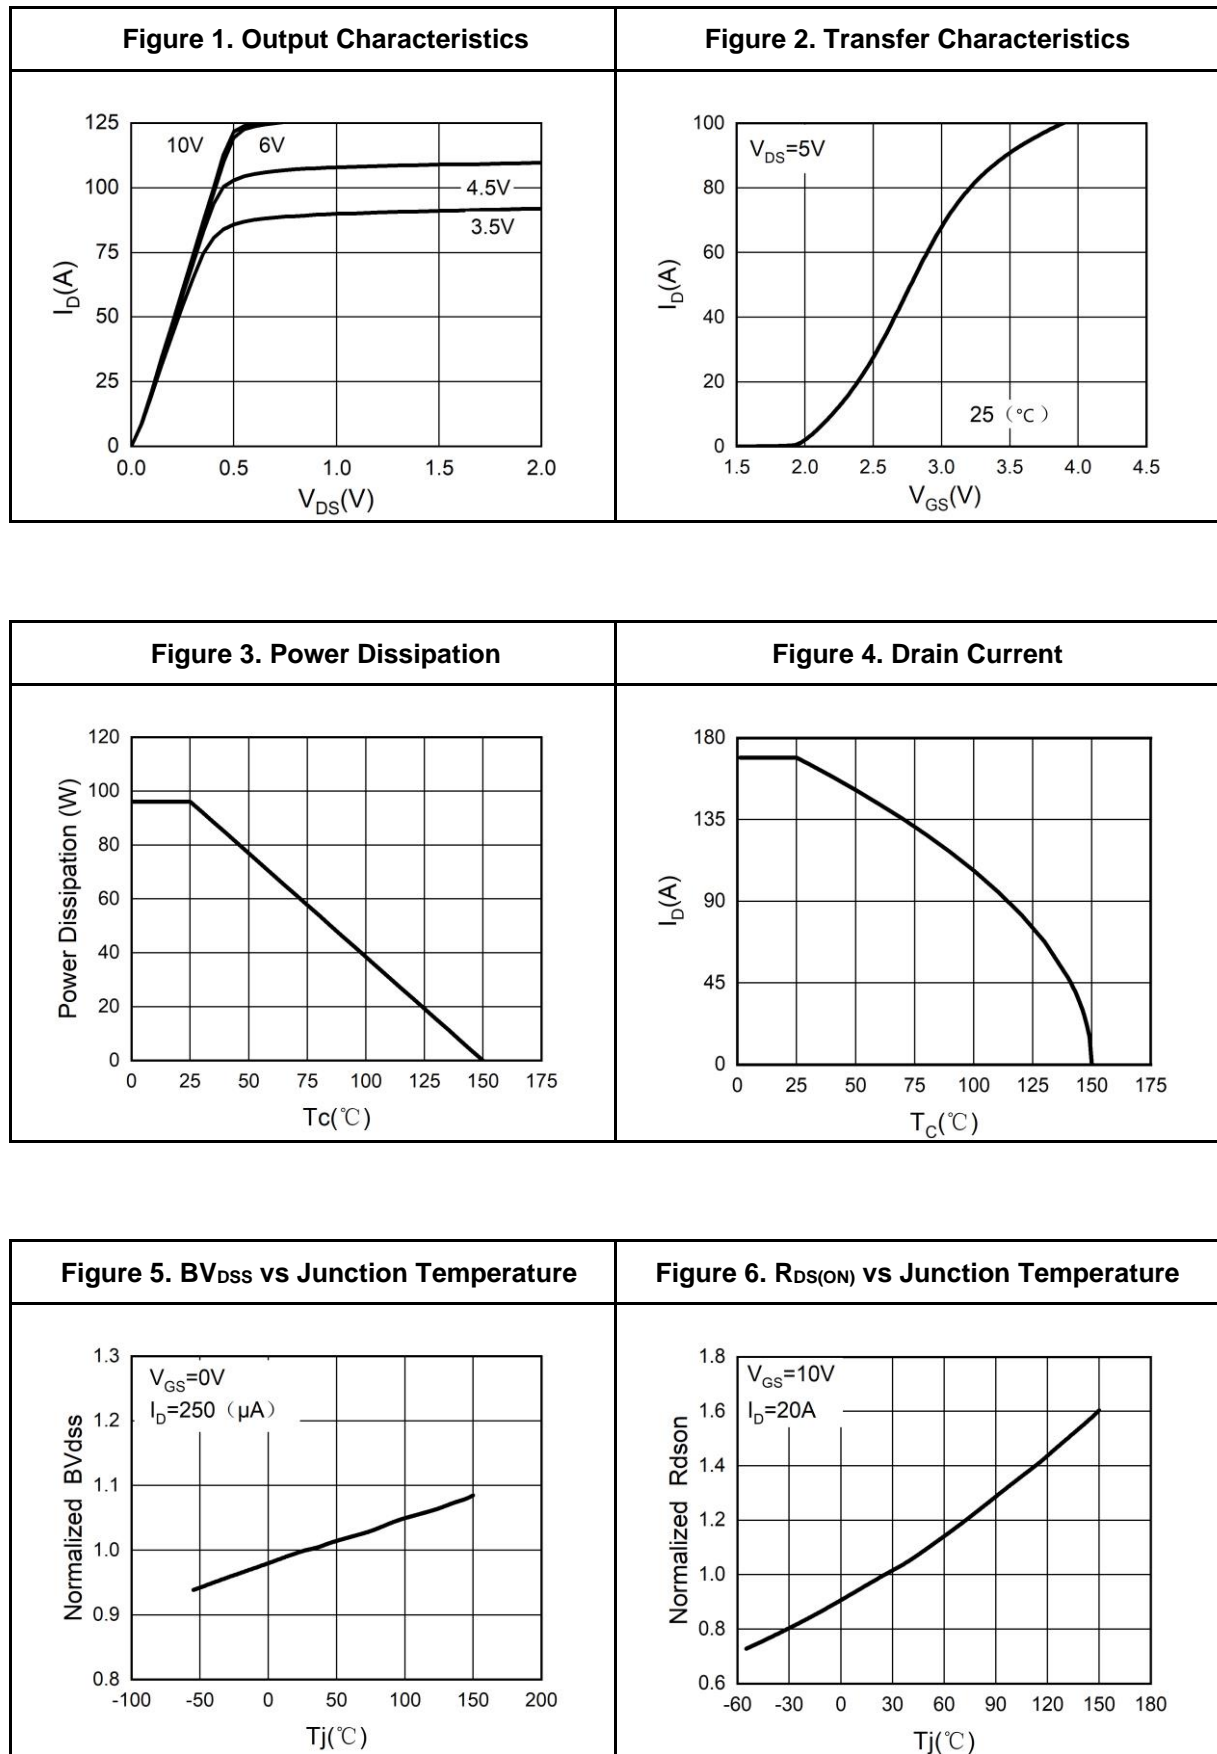 Figure 1. Output Characteristics
Figure 2. Transfer Characteristics
125
100
75
50
25
0
I_D(A)
10V
6V
4.5V
3.5V
0.0 0.5 1.0 1.5 2.0
V_DS(V)
100
80
60
40
20
0
I_D(A)
V_DS=5V
25（℃）
1.5 2.0 2.5 3.0 3.5 4.0 4.5
V_GS(V)
Figure 3. Power Dissipation
Figure 4. Drain Current
120
100
80
60
40
20
0
Power Dissipation (W)
0 25 50 75 100 125 150 175
Tc(℃)
180
135
90
45
0
I_D(A)
0 25 50 75 100 125 150 175
T_C(℃)
Figure 5. BV_DSS vs Junction Temperature
Figure 6. R_DS(ON) vs Junction Temperature
1.3
1.2
1.1
1.0
0.9
0.8
Normalized BVdss
V_GS=0V
I_D=250（μA）
-100 -50 0 50 100 150 200
Tj(℃)
1.8
1.6
1.4
1.2
1.0
0.8
0.6
Normalized Rdson
V_GS=10V
I_D=20A
-60 -30 0 30 60 90 120 150 180
Tj(℃)